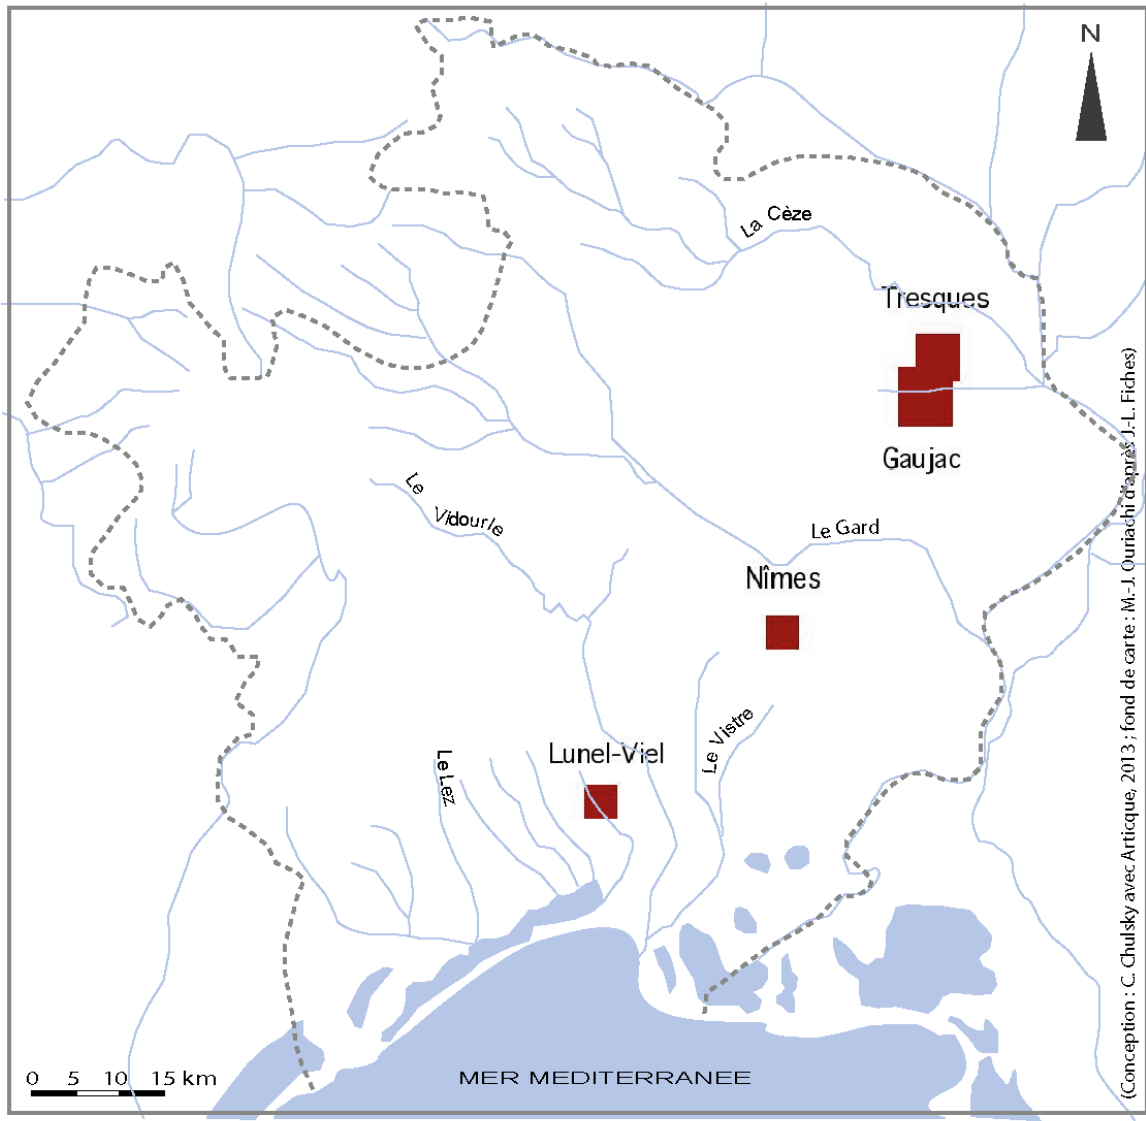 N
La Cèze
Tresques
Gaujac
Le Vidourle
Le Gard
Nîmes
Le Vistre
Lunel-Viel
Le Lez
0 5 10 15 km
MER MEDITERRANEE
(Conception : C. Chulsky avec Articque, 2013 ; fond de carte : M.-J. Ouriachi d'après J.-L. Fiches)